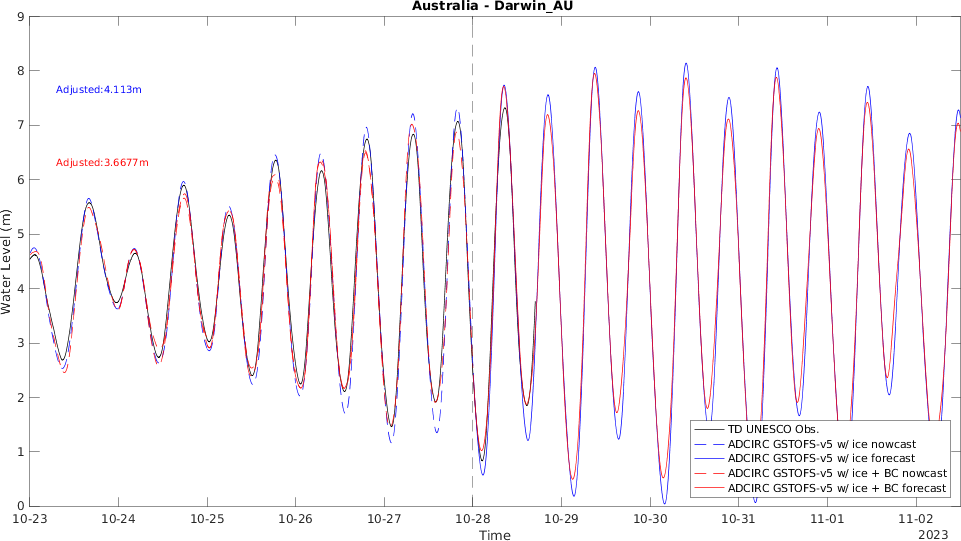 Australia - Darwin_AU
9
8
7
6
5
4
3
2
1
0
Water Level (m)
Adjusted:4.113m
Adjusted:3.6677m
TD UNESCO Obs.
ADCIRC GSTOFS-v5 w/ ice nowcast
ADCIRC GSTOFS-v5 w/ ice forecast
ADCIRC GSTOFS-v5 w/ ice + BC nowcast
ADCIRC GSTOFS-v5 w/ ice + BC forecast
10-23 10-24 10-25 10-26 10-27 10-28 10-29 10-30 10-31 11-01 11-02
Time
2023